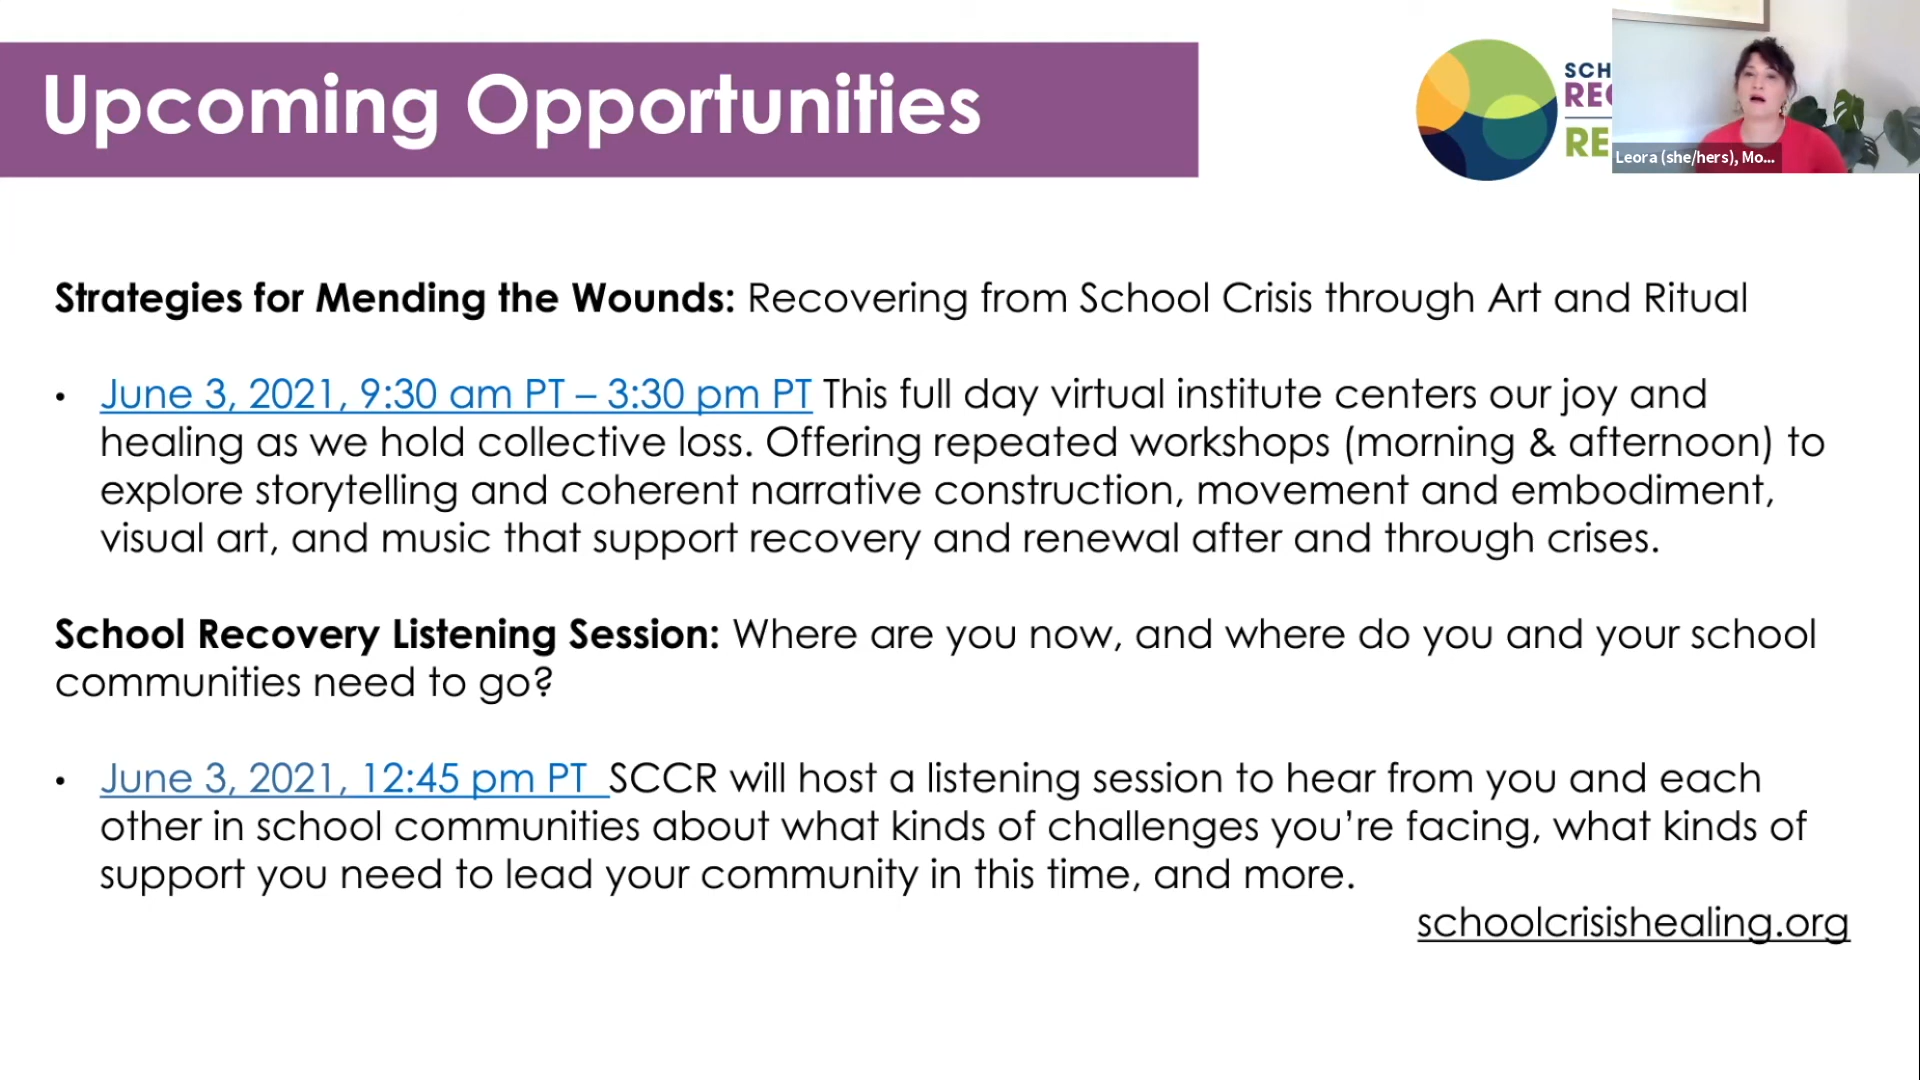 Upcoming Opportunities
SCH
REC
RE
Leora (she/hers), Mo...
Strategies for Mending the Wounds: Recovering from School Crisis through Art and Ritual
• June 3, 2021, 9:30 am PT – 3:30 pm PT This full day virtual institute centers our joy and
healing as we hold collective loss. Offering repeated workshops (morning & afternoon) to
explore storytelling and coherent narrative construction, movement and embodiment,
visual art, and music that support recovery and renewal after and through crises.
School Recovery Listening Session: Where are you now, and where do you and your school
communities need to go?
• June 3, 2021, 12:45 pm PT SCCR will host a listening session to hear from you and each
other in school communities about what kinds of challenges you’re facing, what kinds of
support you need to lead your community in this time, and more.
schoolcrisishealing.org